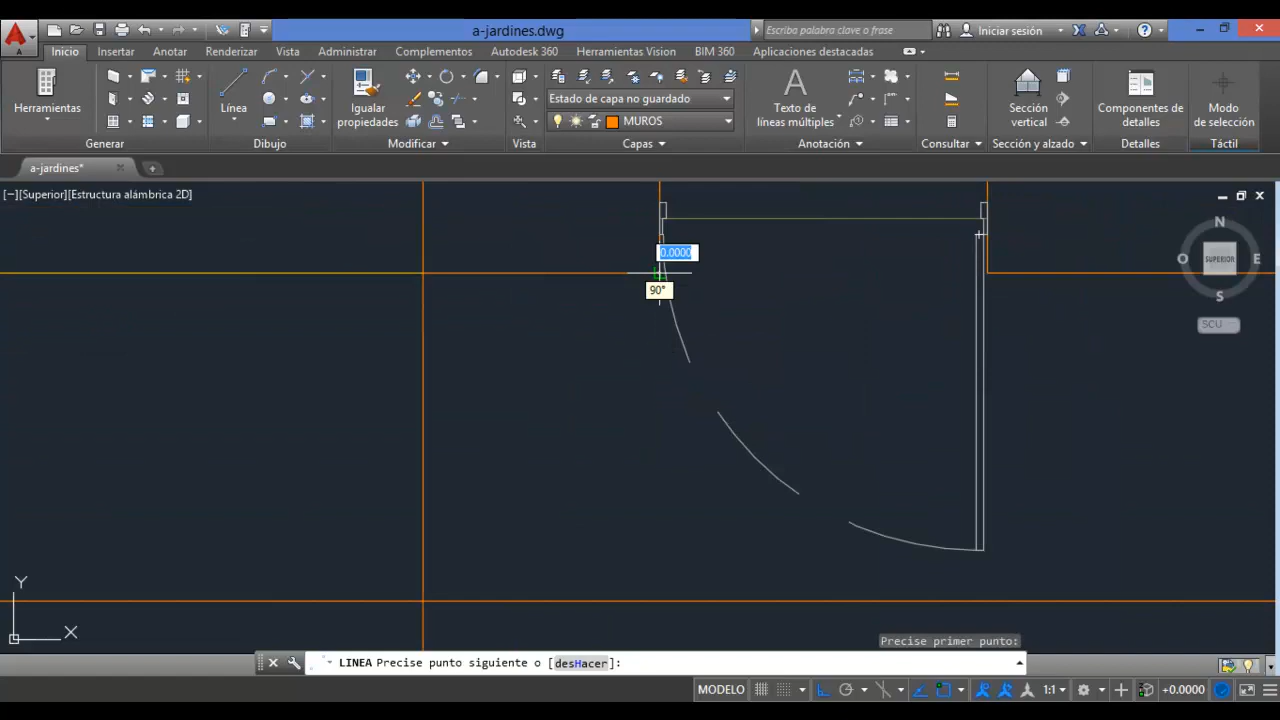 a-jardines.dwg
Escriba palabra clave o frase
Iniciar sesión
A
Inicio
Insertar
Anotar
Renderizar
Vista
Administrar
Complementos
Autodesk 360
Herramientas Vision
BIM 360
Aplicaciones destacadas
Herramientas
Línea
Igualar propiedades
Estado de capa no guardado
MUROS
Texto de líneas múltiples
Sección vertical
Componentes de detalles
Modo de selección
General
Dibujo
Modificar
Vista
Capas
Anotación
Consultar
Sección y alzado
Detalles
Táctil
a-jardines*
[−][Superior][Estructura alámbrica 2D]
N
O
SUPERIOR
E
S
SCU
0.0000
90°
Y
X
Precise primer punto:
LINEA Precise punto siguiente o [desHacer]:
MODELO
1:1
+0.0000